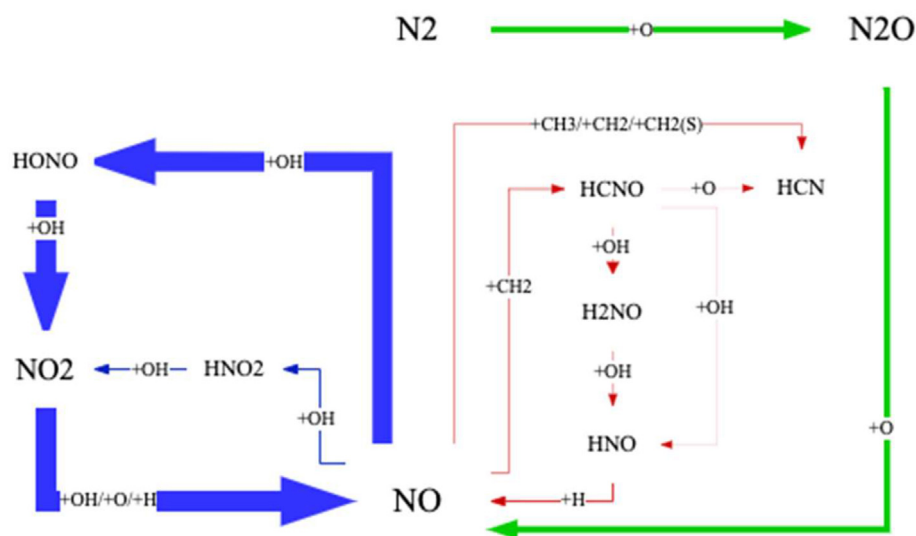 N2 +O N2O
+CH3/+CH2/+CH2(S)
HONO +OH HCNO +O HCN
+OH +OH
+CH2
H2NO +OH
NO2 +OH HNO2 +OH
+OH
HNO +O
+OH/+O/+H NO +H